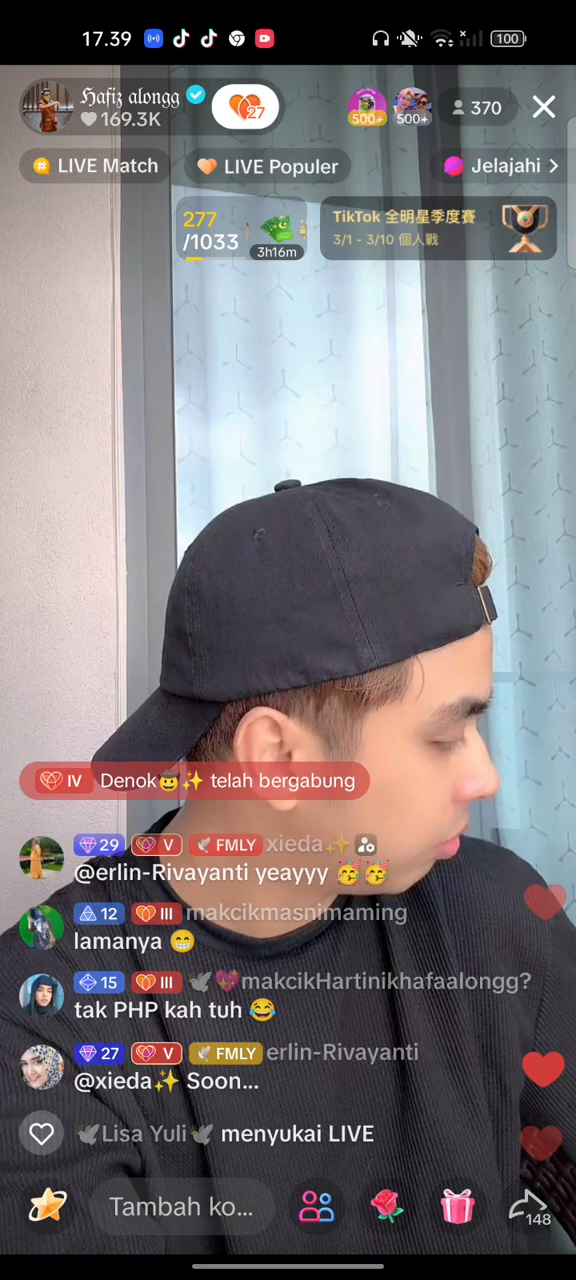 17.39
100
ℌafiz alongg
169.3K
27
500+
500+
370
LIVE Match
LIVE Populer
Jelajahi >
277
/1033
3h16m
TikTok 全明星季度賽
3/1 - 3/10 個人戰
IV Denok🤠✨ telah bergabung
29 V FMLY xieda✨
@erlin-Rivayanti yeayyy 🥳🥳
12 III makcikmasnimaming
lamanya 😁
15 III 🕊💖makcikHartinikhafaalongg?
tak PHP kah tuh 😂
27 V FMLY erlin-Rivayanti
@xieda✨ Soon...
🕊Lisa Yuli🕊 menyukai LIVE
Tambah ko...
148